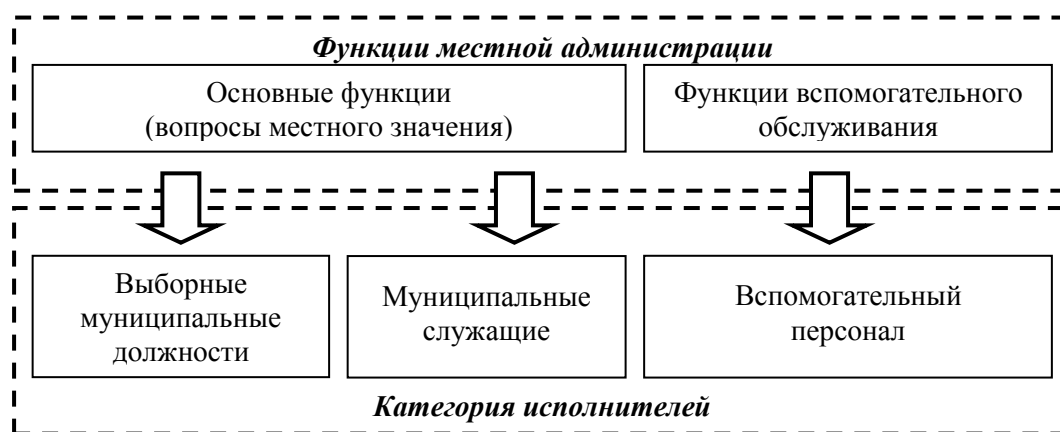 Функции местной администрации
Основные функции
(вопросы местного значения)
Функции вспомогательного
обслуживания
Выборные
муниципальные
должности
Муниципальные
служащие
Вспомогательный
персонал
Категория исполнителей